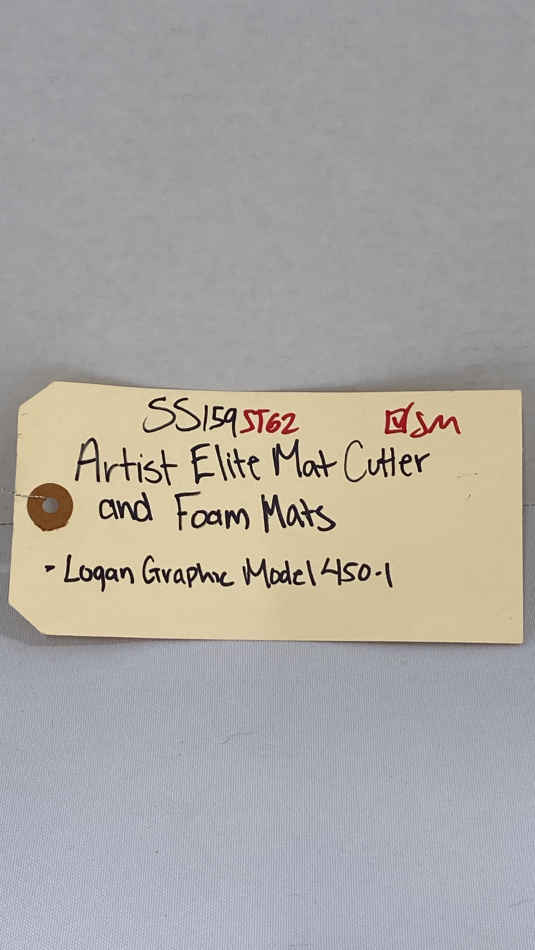 SS159 ST62 ☑ SM
Artist Elite Mat Cutter
and Foam Mats
- Logan Graphic Model 450-1